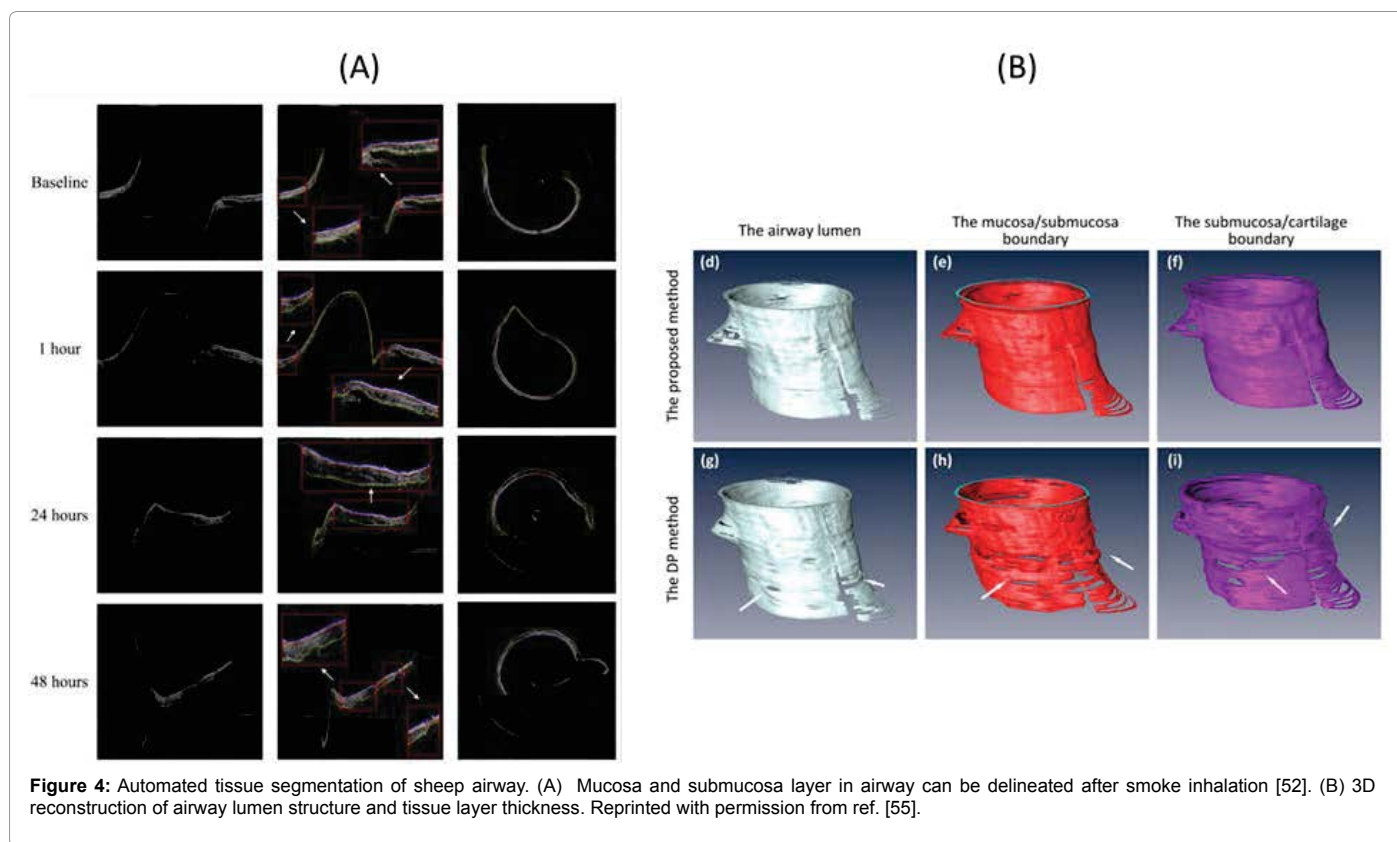 (A)
(B)
Baseline
1 hour
24 hours
48 hours
The airway lumen
The mucosa/submucosa
boundary
The submucosa/cartilage
boundary
The proposed method
(d)
(e)
(f)
The DP method
(g)
(h)
(i)
Figure 4: Automated tissue segmentation of sheep airway. (A) Mucosa and submucosa layer in airway can be delineated after smoke inhalation [52]. (B) 3D
reconstruction of airway lumen structure and tissue layer thickness. Reprinted with permission from ref. [55].